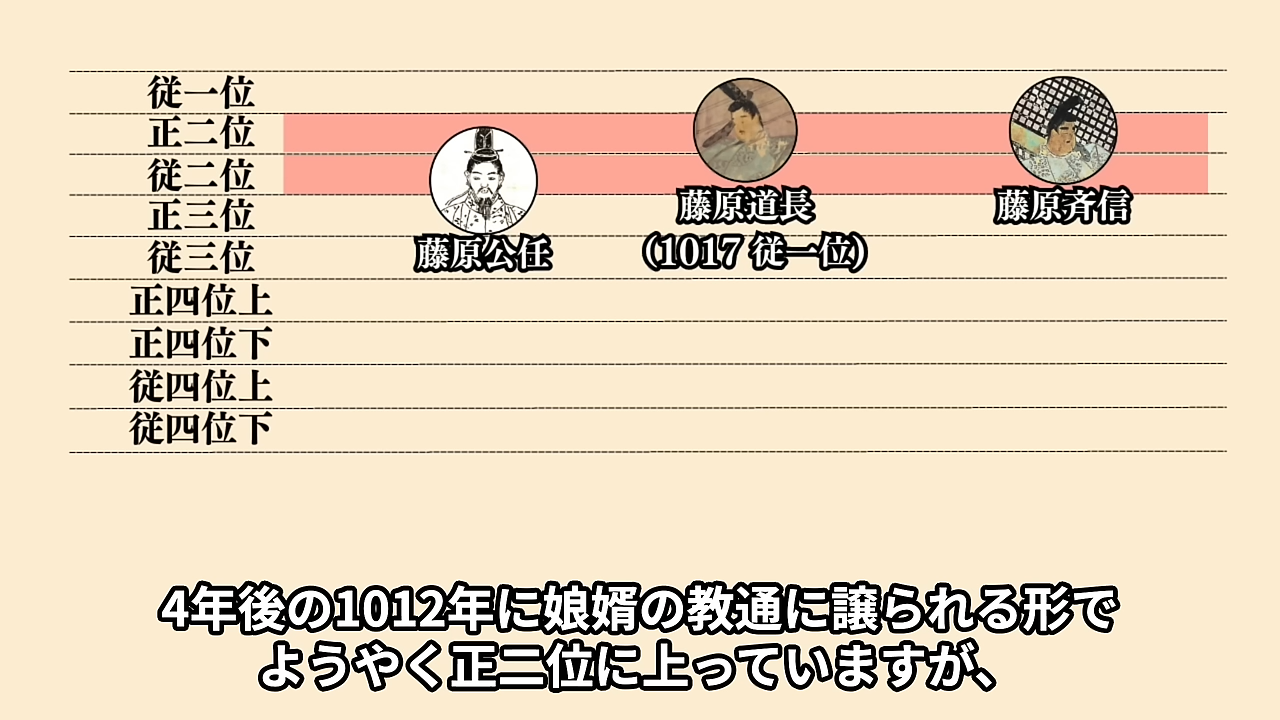 従一位
正二位
従二位
正三位
従三位
正四位上
正四位下
従四位上
従四位下
藤原公任
藤原道長
(1017 従一位)
藤原斉信
4年後の1012年に娘婿の教通に譲られる形で
ようやく正二位に上っていますが、